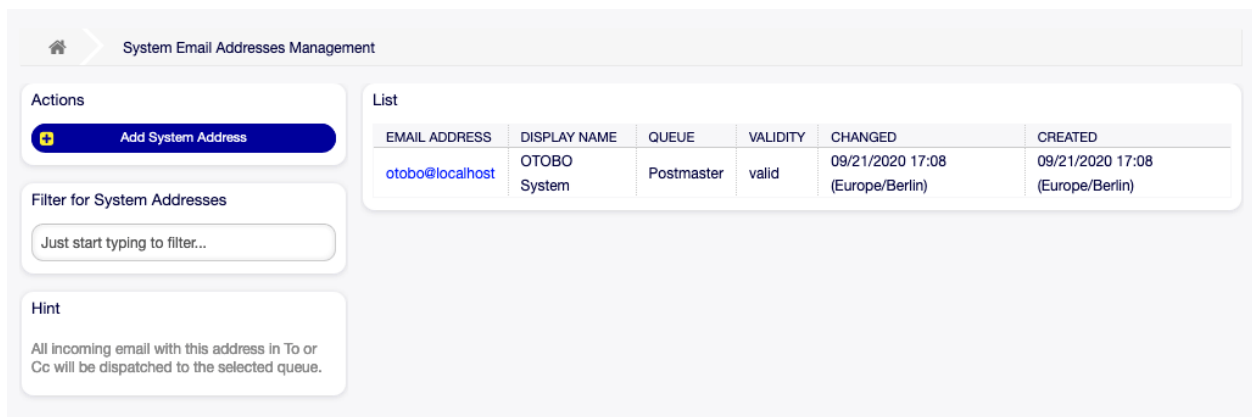 System Email Addresses Management
Actions
Add System Address
Filter for System Addresses
Just start typing to filter...
Hint
All incoming email with this address in To or
Cc will be dispatched to the selected queue.
List
EMAIL ADDRESS DISPLAY NAME QUEUE VALIDITY CHANGED CREATED
otobo@localhost OTOBO System Postmaster valid 09/21/2020 17:08 (Europe/Berlin) 09/21/2020 17:08 (Europe/Berlin)